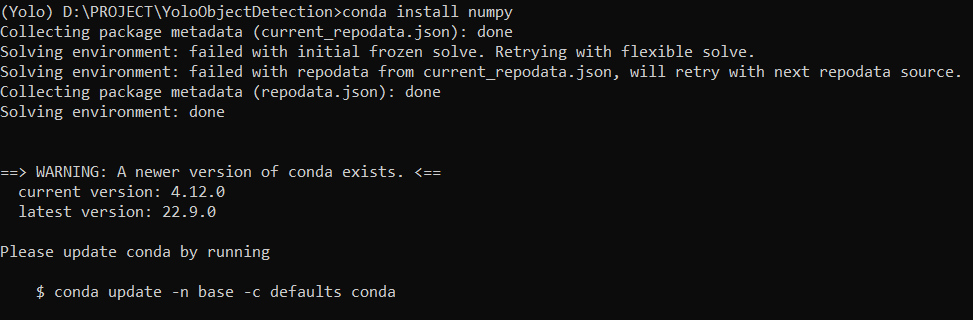 (Yolo) D:\PROJECT\YoloObjectDetection>conda install numpy
Collecting package metadata (current_repodata.json): done
Solving environment: failed with initial frozen solve. Retrying with flexible solve.
Solving environment: failed with repodata from current_repodata.json, will retry with next repodata source.
Collecting package metadata (repodata.json): done
Solving environment: done
==> WARNING: A newer version of conda exists. <==
  current version: 4.12.0
  latest version: 22.9.0
Please update conda by running
    $ conda update -n base -c defaults conda